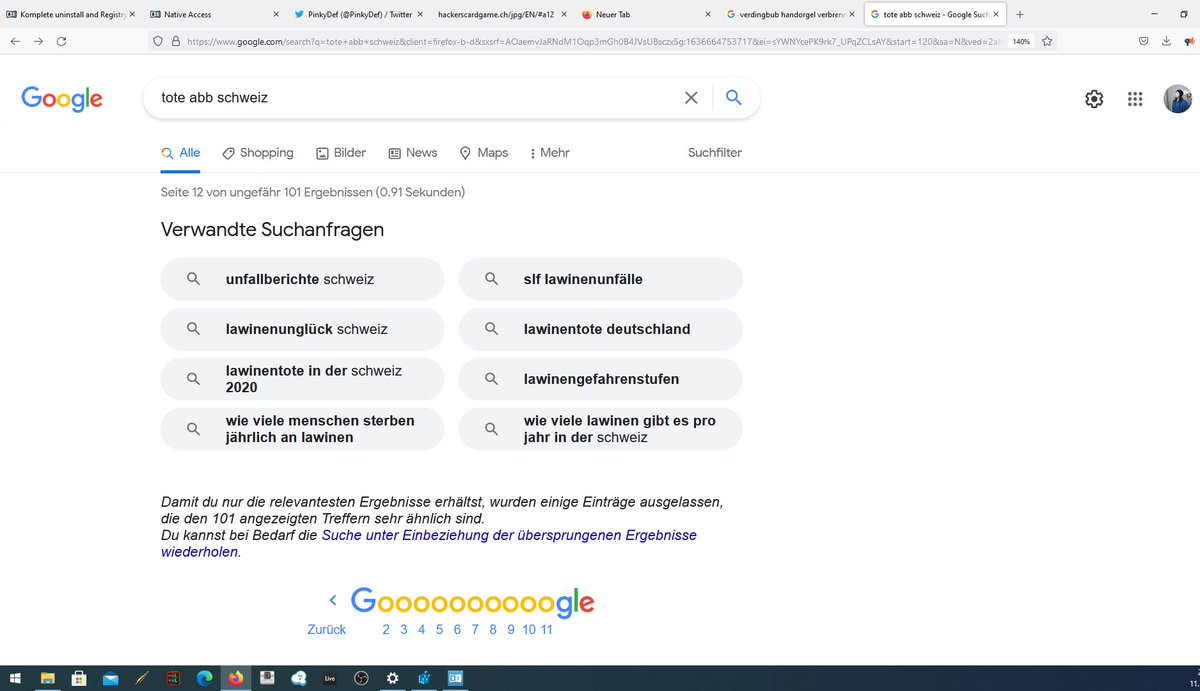 Komplete uninstall and Registry
Native Access
PinkyDef (@PinkyDef) / Twitter
hackerscardgame.ch/jpg/EN/#a12
Neuer Tab
verdingbub handorgel verbrenn
tote abb schweiz - Google Such
https://www.google.com/search?q=tote+abb+schweiz&client=firefox-b-d&sxsrf=AOaemvJaRNdM1Oqp3mGh0B4JVsUBsczx5g:1636664753717&ei=sYWNYcePK9rk7_UPqZCLsAY&start=120&sa=N&ved=2ah
140%
Google
tote abb schweiz
Alle
Shopping
Bilder
News
Maps
Mehr
Suchfilter
Seite 12 von ungefähr 101 Ergebnissen (0.91 Sekunden)
Verwandte Suchanfragen
unfallberichte schweiz
slf lawinenunfälle
lawinenunglück schweiz
lawinentote deutschland
lawinentote in der schweiz
2020
lawinengefahrenstufen
wie viele menschen sterben
jährlich an lawinen
wie viele lawinen gibt es pro
jahr in der schweiz
Damit du nur die relevantesten Ergebnisse erhältst, wurden einige Einträge ausgelassen,
die den 101 angezeigten Treffern sehr ähnlich sind.
Du kannst bei Bedarf die Suche unter Einbeziehung der übersprungenen Ergebnisse
wiederholen.
Goooooooooogle
Zurück 2 3 4 5 6 7 8 9 10 11
Live
11.